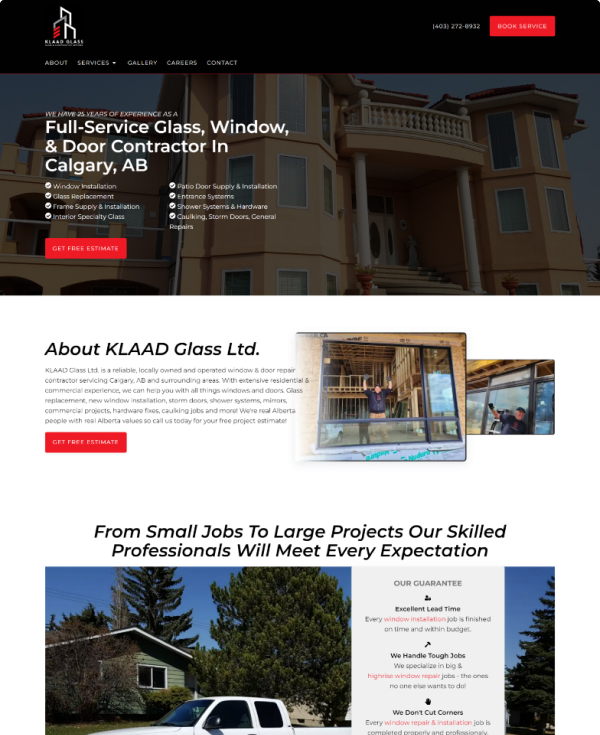 KLAAD GLASS
(403) 272-8932
BOOK SERVICE
ABOUT SERVICES GALLERY CAREERS CONTACT
WE HAVE 25 YEARS OF EXPERIENCE AS A
Full-Service Glass, Window,
& Door Contractor In
Calgary, AB
Window Installation
Glass Replacement
Frame Supply & Installation
Interior Specialty Glass
Patio Door Supply & Installation
Entrance Systems
Shower Systems & Hardware
Caulking, Storm Doors, General
Repairs
GET FREE ESTIMATE
About KLAAD Glass Ltd.
KLAAD Glass Ltd. is a reliable, locally owned and operated window & door repair
contractor servicing Calgary, AB and surrounding areas. With extensive residential &
commercial experience, we can help you with all things windows and doors. Glass
replacement, new window installation, storm doors, shower systems, mirrors,
commercial projects, hardware fixes, caulking jobs and more! We're real Alberta
people with real Alberta values so call us today for your free project estimate!
GET FREE ESTIMATE
From Small Jobs To Large Projects Our Skilled
Professionals Will Meet Every Expectation
OUR GUARANTEE
Excellent Lead Time
Every window installation job is finished
on time and within budget.
We Handle Tough Jobs
We specialize in big &
highrise window repair jobs - the ones
no one else wants to do!
We Don't Cut Corners
Every window repair & installation job is
completed properly and professionaly.